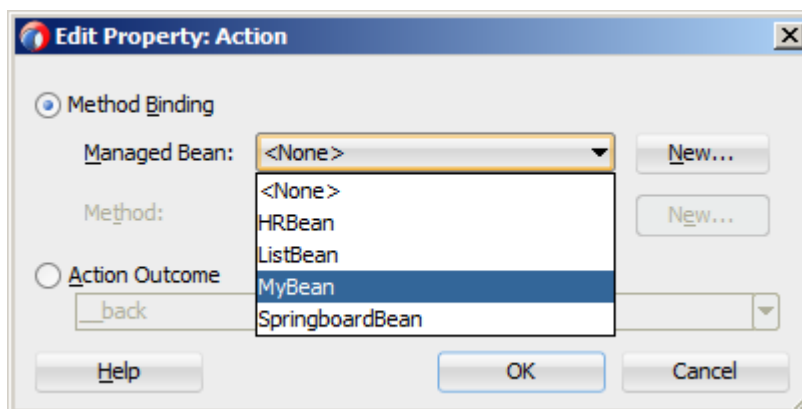 Edit Property: Action
Method Binding
Managed Bean: <None> New...
<None>
Method: HRBean New...
ListBean
Action Outcome
MyBean
__back SpringboardBean
Help OK Cancel